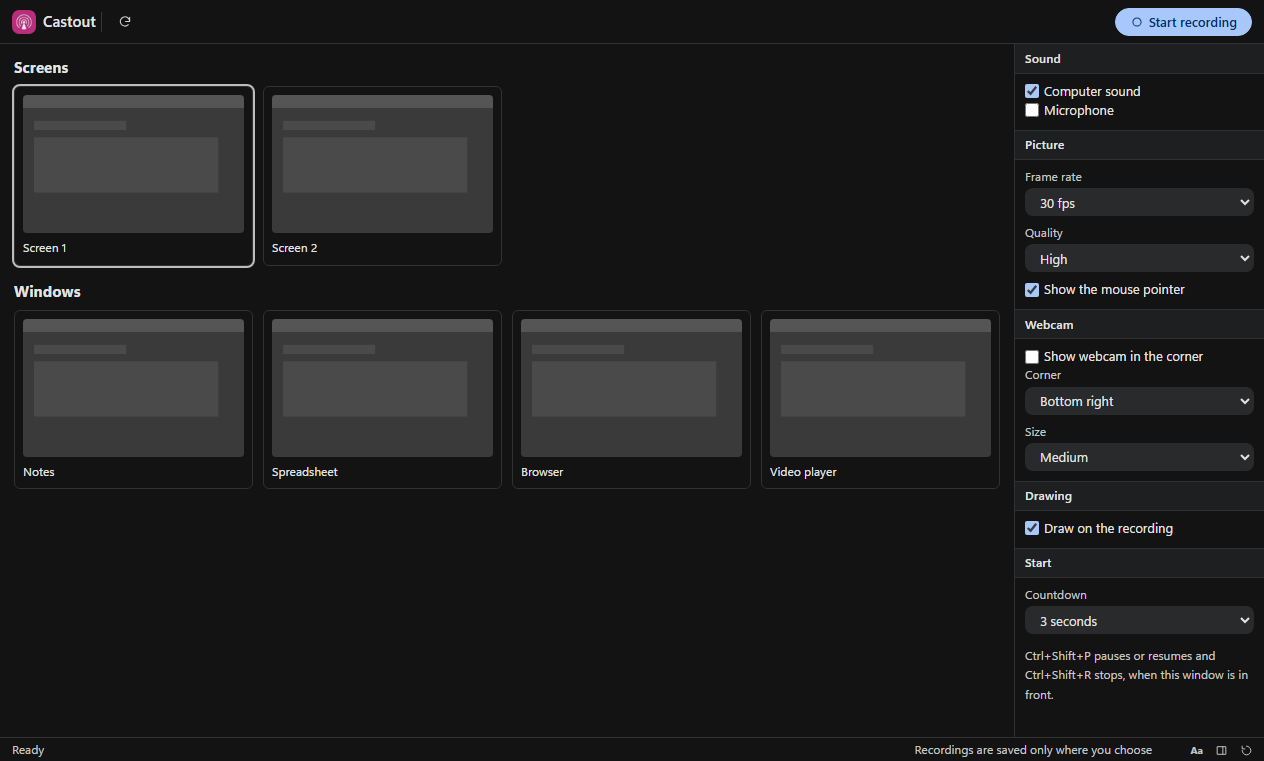 Castout
Start recording
Screens
Screen 1
Screen 2
Windows
Notes
Spreadsheet
Browser
Video player
Sound
Computer sound
Microphone
Picture
Frame rate
30 fps
Quality
High
Show the mouse pointer
Webcam
Show webcam in the corner
Corner
Bottom right
Size
Medium
Drawing
Draw on the recording
Start
Countdown
3 seconds
Ctrl+Shift+P pauses or resumes and
Ctrl+Shift+R stops, when this window is in
front.
Ready
Recordings are saved only where you choose
Aa